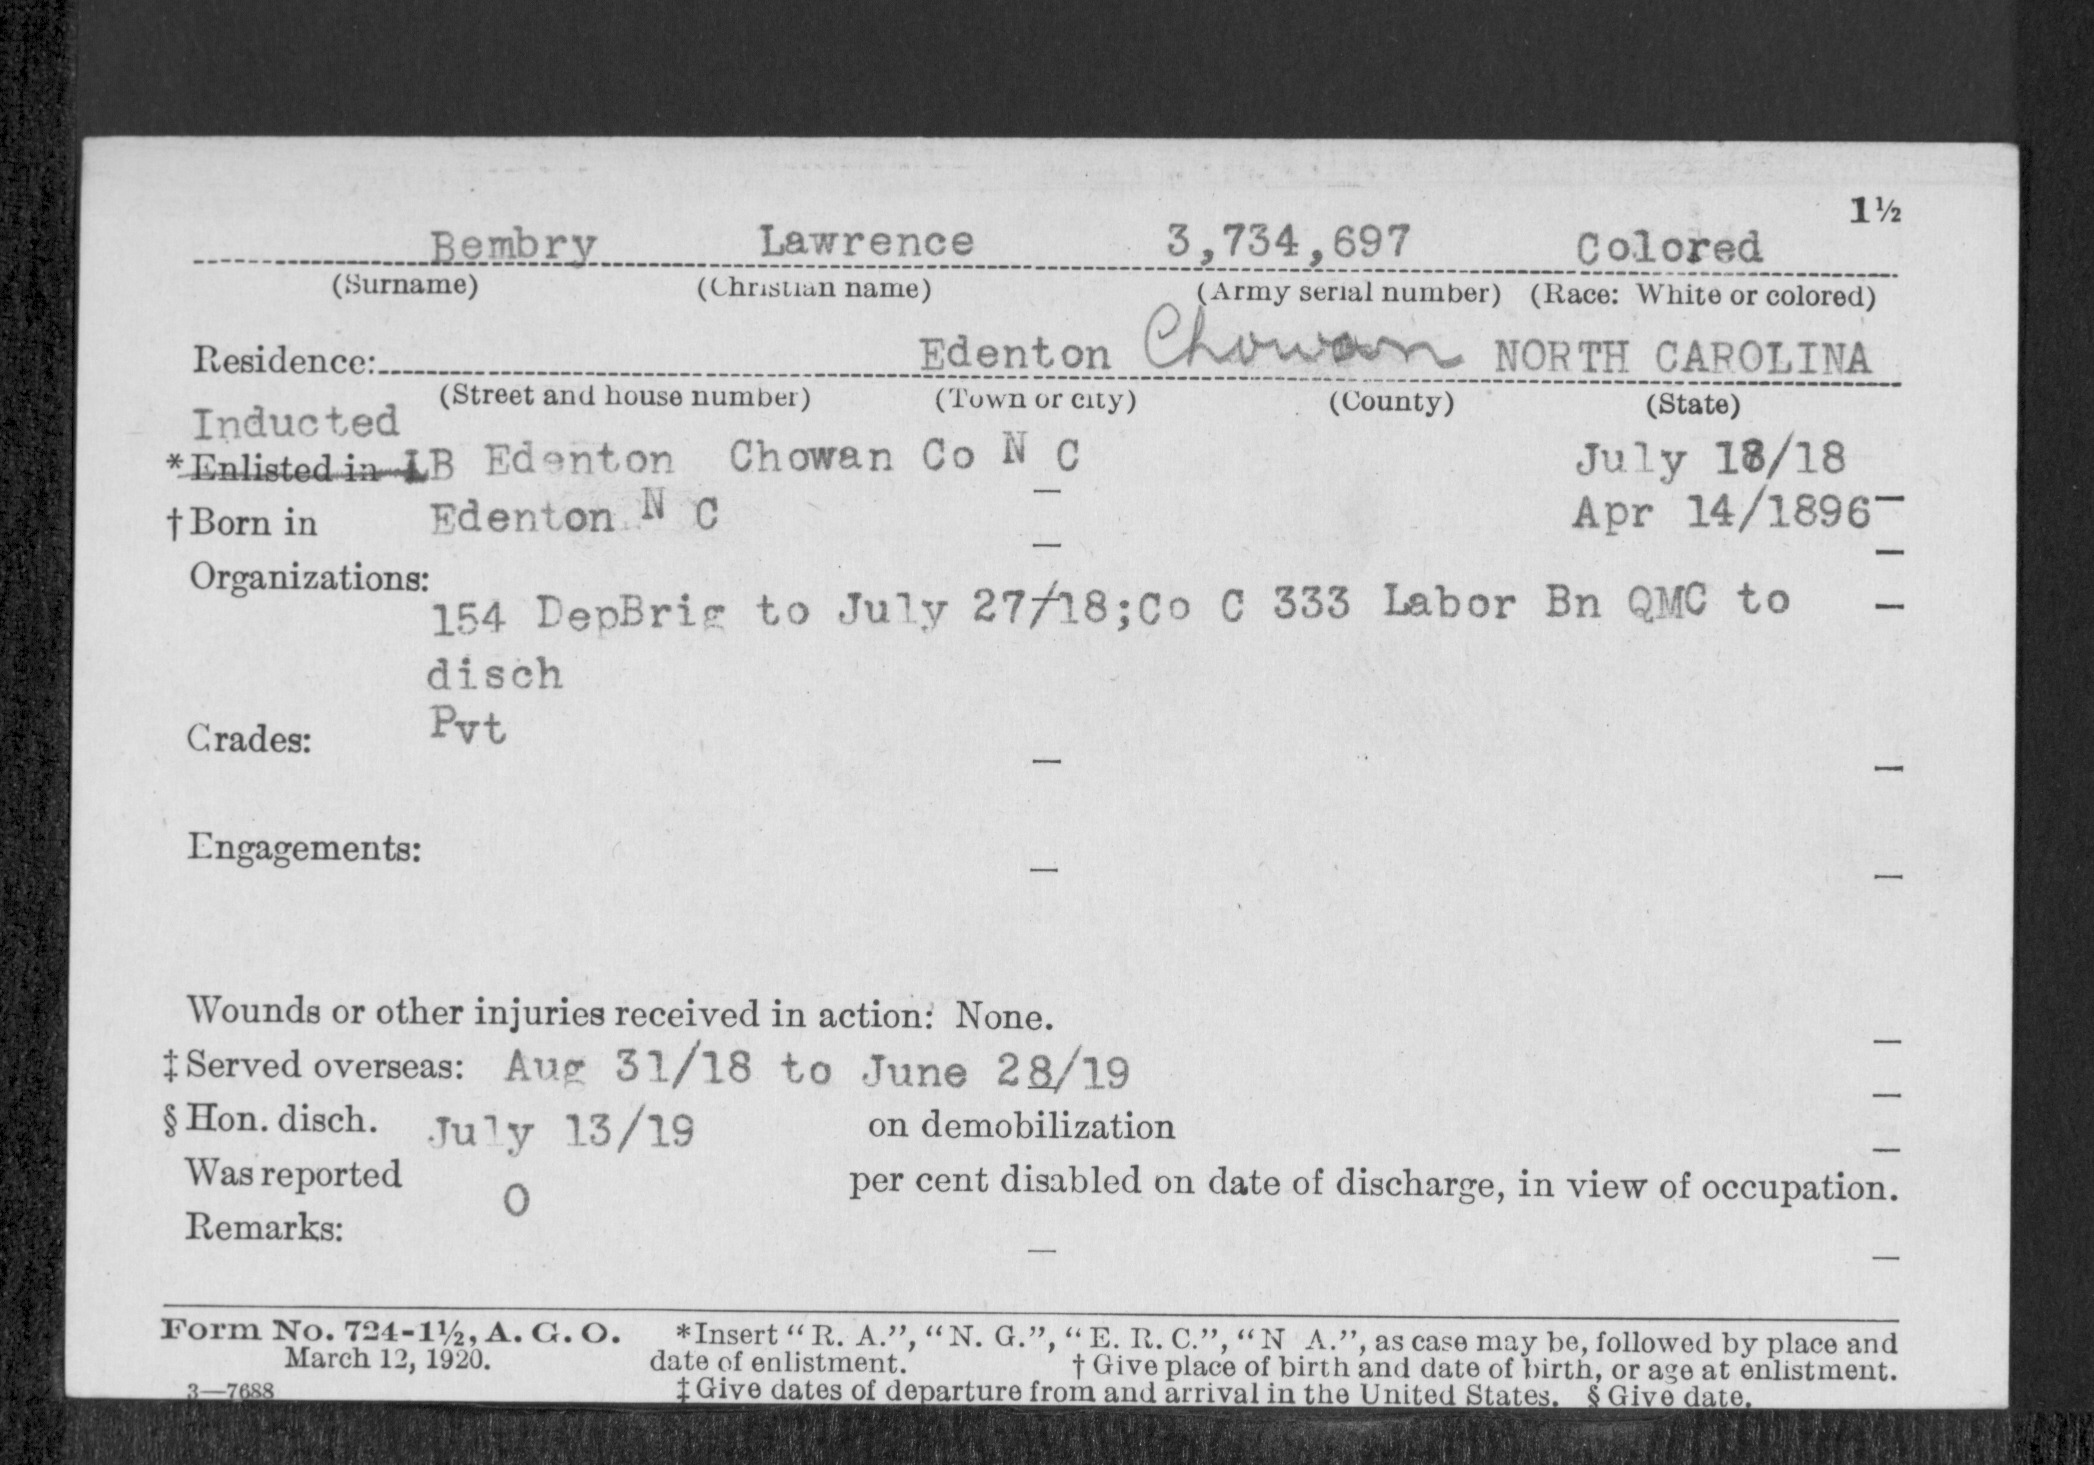 1½
Bembry Lawrence 3,734,697 Colored
(Surname) (Christian name) (Army serial number) (Race: White or colored)
Residence: Edenton Chowan NORTH CAROLINA
(Street and house number) (Town or city) (County) (State)
Inducted
*Enlisted in LB Edenton Chowan Co N C July 18/18
†Born in Edenton N C Apr 14/1896
Organizations:
154 DepBrig to July 27/18;Co C 333 Labor Bn QMC to
disch
Grades: Pvt
Engagements:
Wounds or other injuries received in action: None.
‡Served overseas: Aug 31/18 to June 28/19
§Hon. disch. July 13/19 on demobilization
Was reported 0 per cent disabled on date of discharge, in view of occupation.
Remarks:
Form No. 724-1½, A. G. O. *Insert "R. A.", "N. G.", "E. R. C.", "N A.", as case may be, followed by place and
March 12, 1920. date of enlistment. †Give place of birth and date of birth, or age at enlistment.
3—7688 ‡Give dates of departure from and arrival in the United States. §Give date.